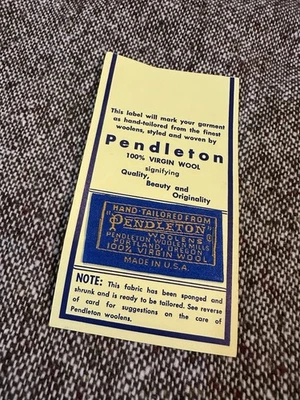 This label will mark your garment
as hand-tailored from the finest
woolens, styled and woven by
Pendleton
100% VIRGIN WOOL
signifying
Quality,
Beauty and
Originality
HAND-TAILORED FROM
"PENDLETON"
WOOLENS
PENDLETON WOOLEN MILLS
PORTLAND, OREGON
100% VIRGIN WOOL
MADE IN U.S.A.
NOTE: This fabric has been sponged and
shrunk and is ready to be tailored. See reverse
of card for suggestions on the care of
Pendleton woolens.